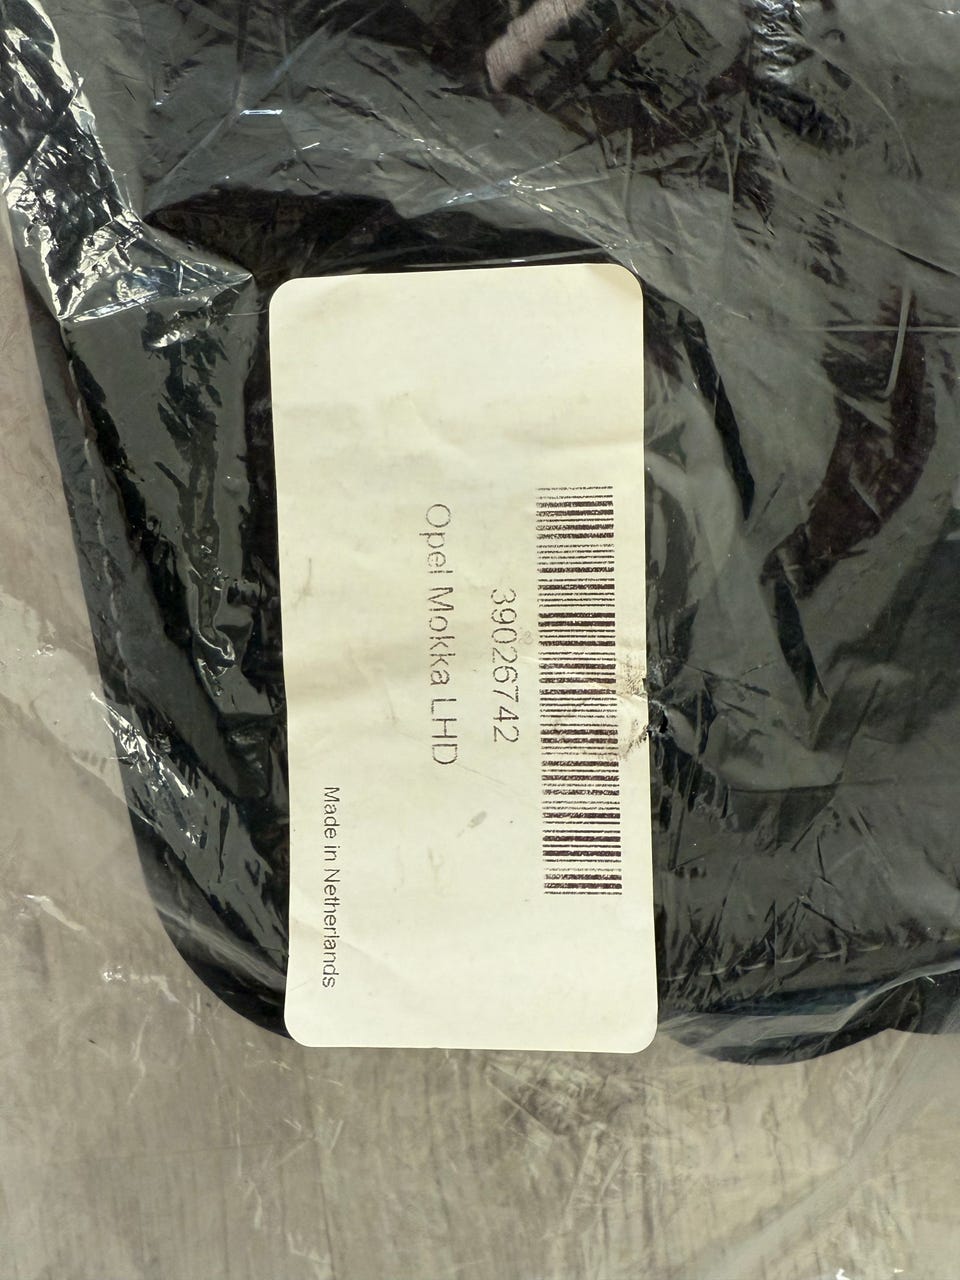 39026742
Opel Mokka LHD
Made in Netherlands